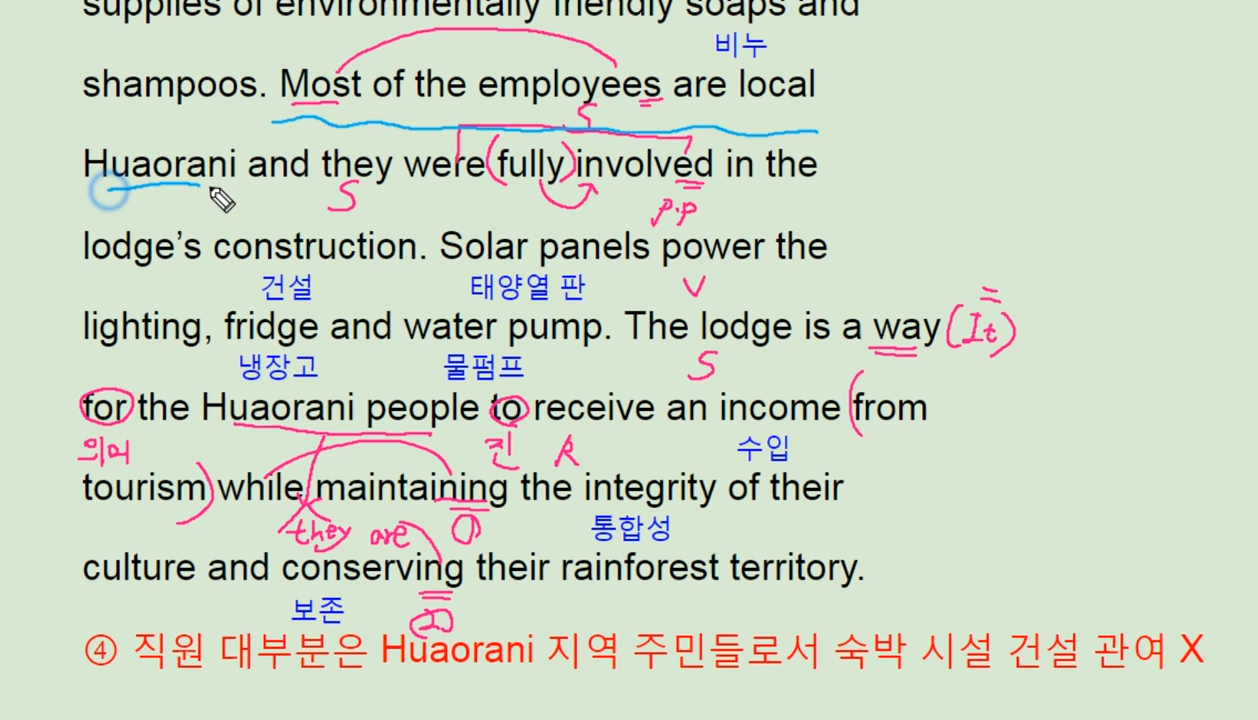 supplies of environmentally friendly soaps and
비누
shampoos. Most of the employees are local
S
Huaorani and they were (fully) involved in the
S p.p
lodge's construction. Solar panels power the
건설 태양열 판 V
lighting, fridge and water pump. The lodge is a way (It)
냉장고 물펌프 S
for the Huaorani people to receive an income (from
의미 진 R 수입
tourism) while maintaining the integrity of their
they are ① 통합성
culture and conserving their rainforest territory.
보존 ②
④ 직원 대부분은 Huaorani 지역 주민들로서 숙박 시설 건설 관여 X